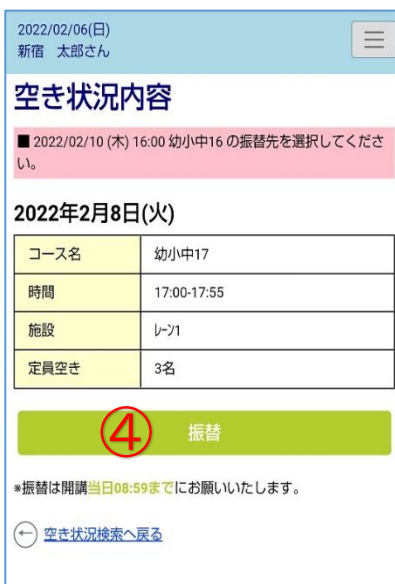 2022/02/06(日)
新宿　太郎さん
空き状況内容
■ 2022/02/10 (木) 16:00 幼小中16 の振替先を選択してくださ
い。
2022年2月8日(火)
コース名 幼小中17
時間 17:00-17:55
施設 ﾚｰﾝ1
定員空き 3名
④ 振替
※振替は開講当日08:59までにお願いいたします。
← 空き状況検索へ戻る